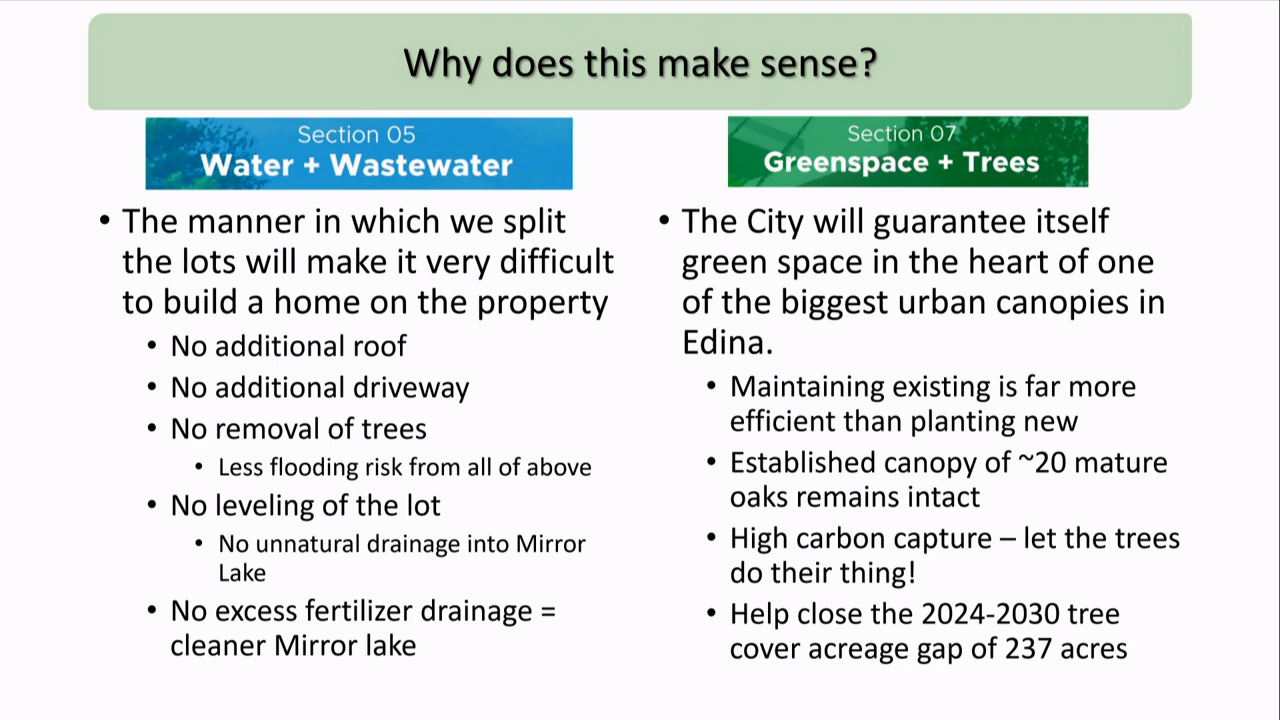 Why does this make sense?
Section 05
Water + Wastewater
• The manner in which we split
the lots will make it very difficult
to build a home on the property
• No additional roof
• No additional driveway
• No removal of trees
• Less flooding risk from all of above
• No leveling of the lot
• No unnatural drainage into Mirror
Lake
• No excess fertilizer drainage =
cleaner Mirror lake
Section 07
Greenspace + Trees
• The City will guarantee itself
green space in the heart of one
of the biggest urban canopies in
Edina.
• Maintaining existing is far more
efficient than planting new
• Established canopy of ~20 mature
oaks remains intact
• High carbon capture – let the trees
do their thing!
• Help close the 2024-2030 tree
cover acreage gap of 237 acres